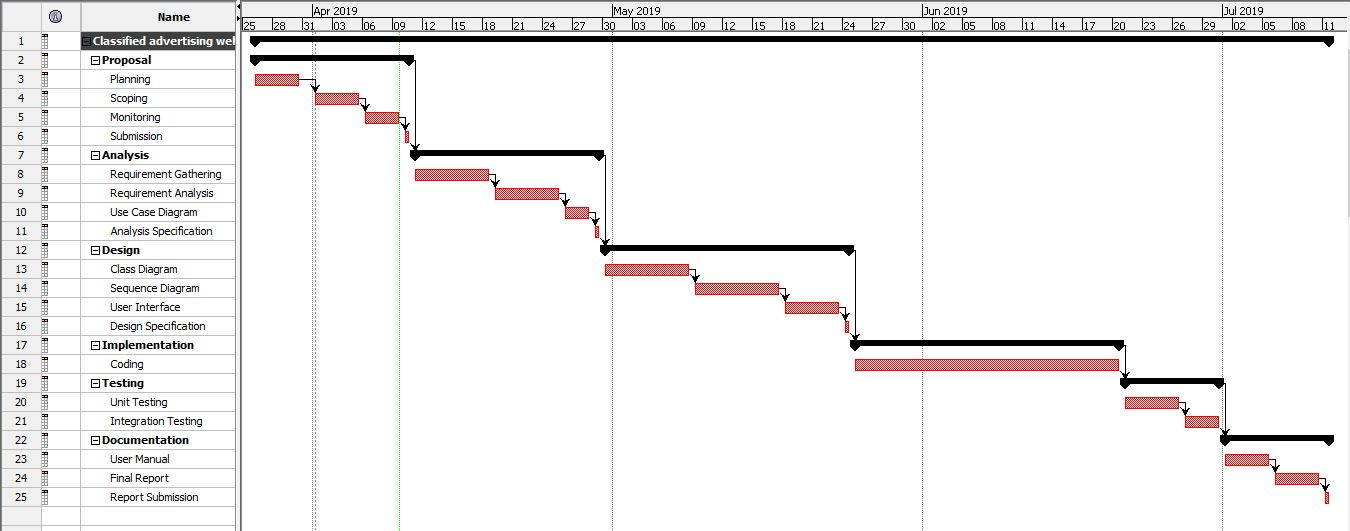 Name
Apr 2019 May 2019 Jun 2019 Jul 2019
25 28 31 03 06 09 12 15 18 21 24 27 30 03 06 09 12 15 18 21 24 27 30 02 05 08 11 14 17 20 23 26 29 02 05 08 11
1 Classified advertising wel
2 Proposal
3 Planning
4 Scoping
5 Monitoring
6 Submission
7 Analysis
8 Requirement Gathering
9 Requirement Analysis
10 Use Case Diagram
11 Analysis Specification
12 Design
13 Class Diagram
14 Sequence Diagram
15 User Interface
16 Design Specification
17 Implementation
18 Coding
19 Testing
20 Unit Testing
21 Integration Testing
22 Documentation
23 User Manual
24 Final Report
25 Report Submission